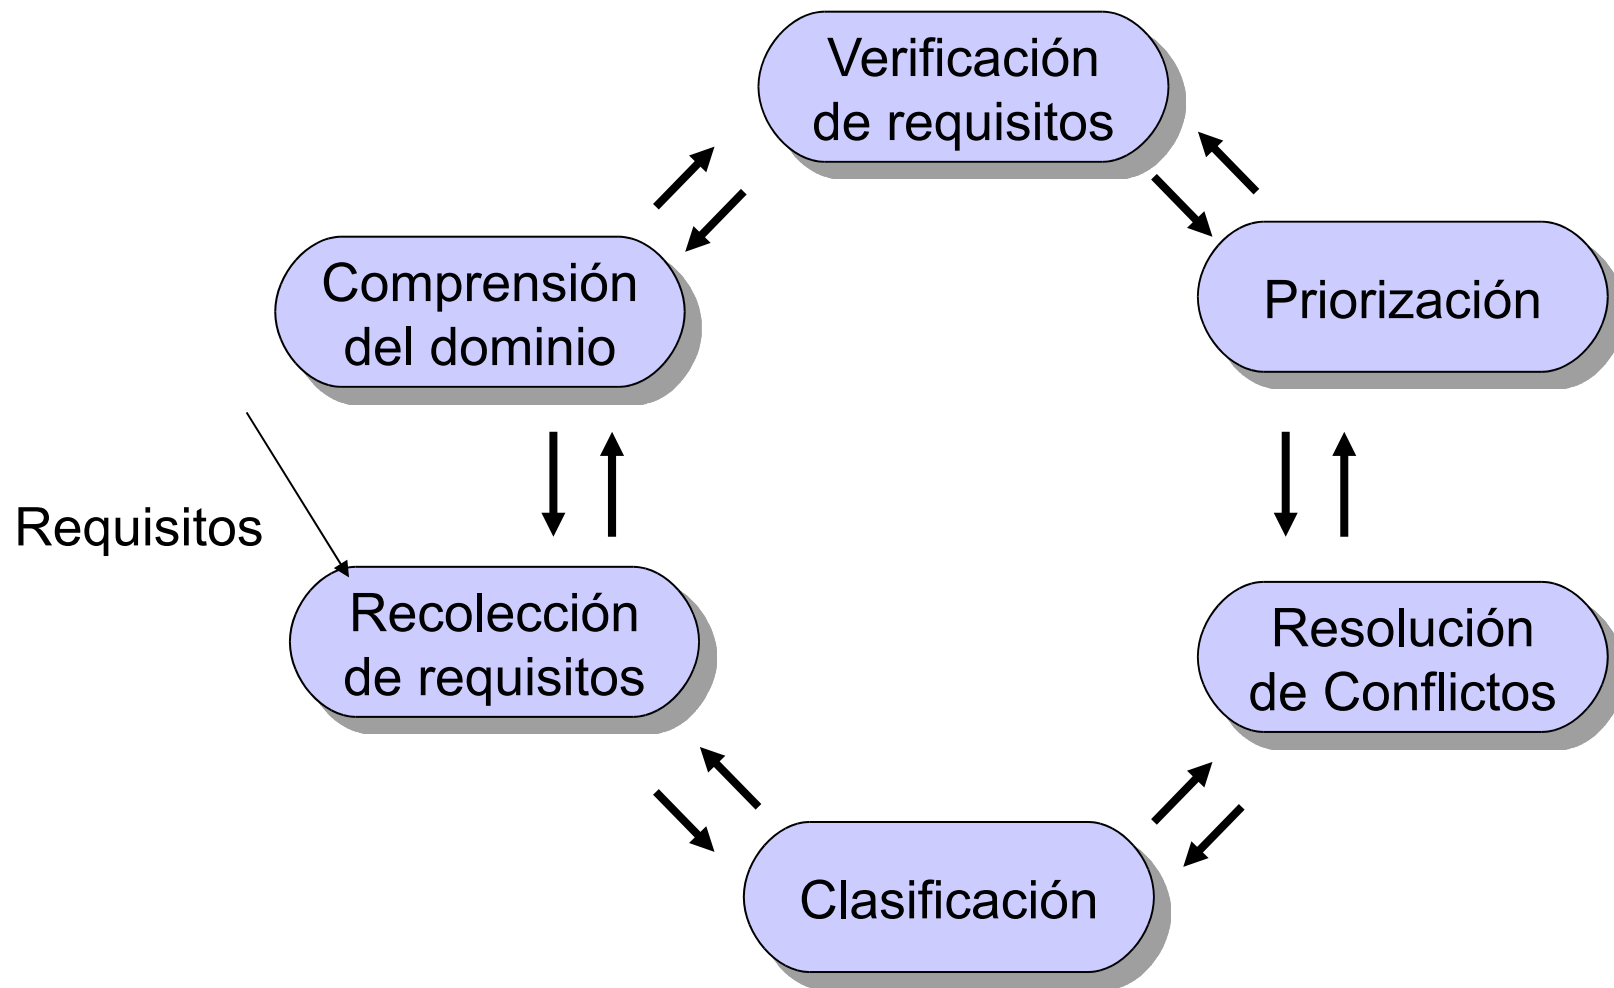 Verificación
de requisitos
Comprensión
del dominio
Priorización
Requisitos
Recolección
de requisitos
Resolución
de Conflictos
Clasificación